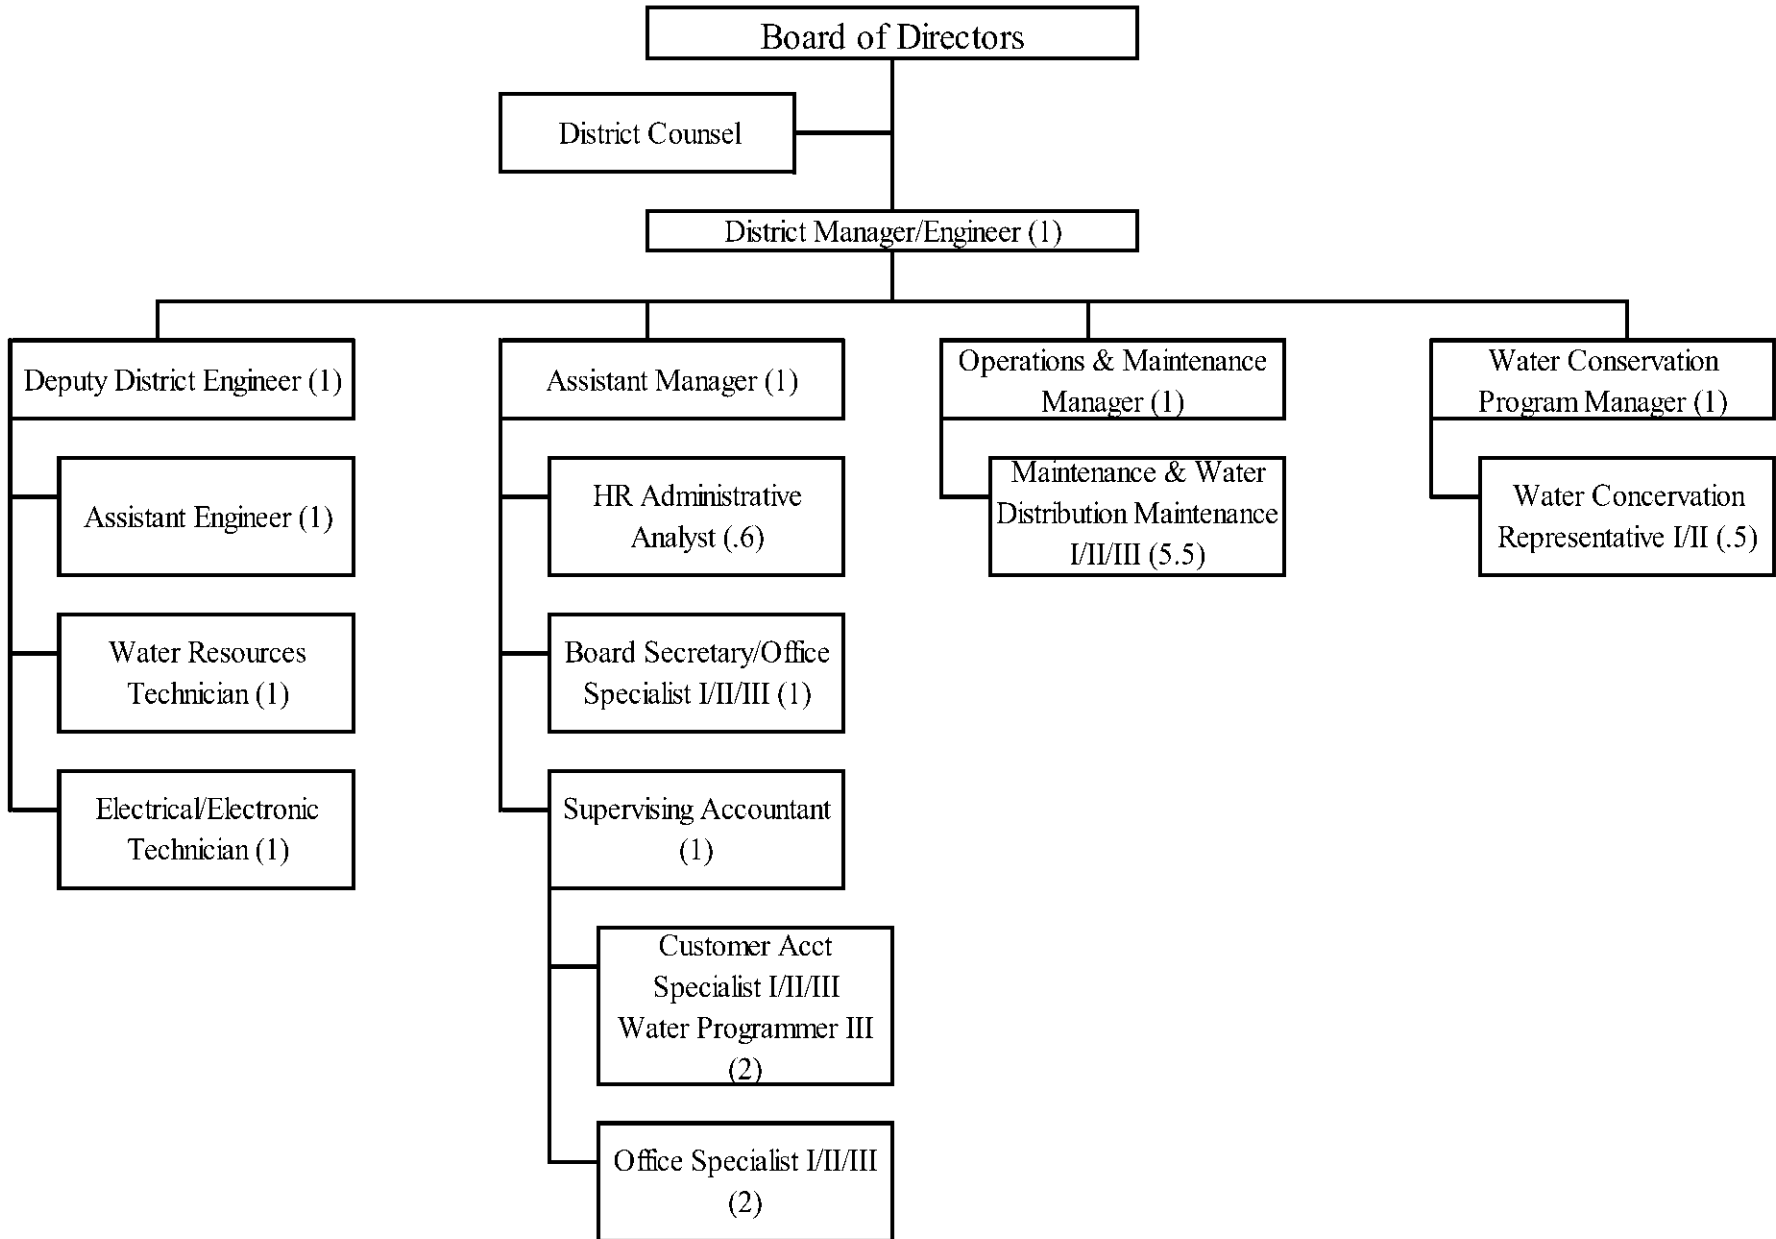 Board of Directors
District Counsel
District Manager/Engineer (1)
Deputy District Engineer (1)
Assistant Engineer (1)
Water Resources
Technician (1)
Electrical/Electronic
Technician (1)
Assistant Manager (1)
HR Administrative
Analyst (.6)
Board Secretary/Office
Specialist I/II/III (1)
Supervising Accountant
(1)
Customer Acct
Specialist I/II/III
Water Programmer III
(2)
Office Specialist I/II/III
(2)
Operations & Maintenance
Manager (1)
Maintenance & Water
Distribution Maintenance
I/II/III (5.5)
Water Conservation
Program Manager (1)
Water Concervation
Representative I/II (.5)